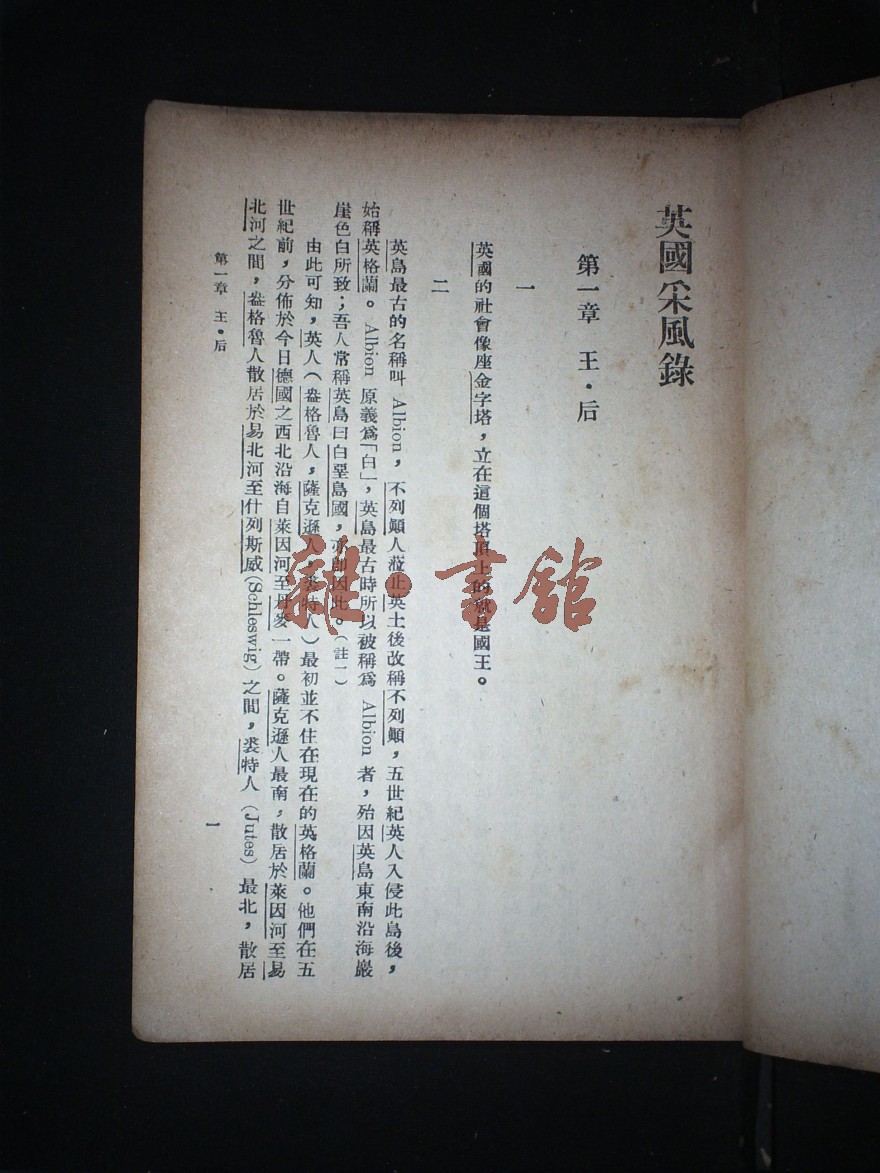 英國采風錄
第一章 王・后
一
英國的社會像座金字塔，立在這個塔頂上的就是國王。
二
英島最古的名稱叫 Albion，不列顛人蒞止英土後改稱不列顛，五世紀英人入侵此島後，
始稱英格蘭。Albion 原義爲「白」，英島最古時所以被稱爲 Albion 者，殆因英島東南沿海巖
崖色白所致；吾人常稱英島曰白堊島國，亦即因此。（註一）
由此可知，英人（盎格魯人，薩克遜人，裘特人）最初並不住在現在的英格蘭。他們在五
世紀前，分佈於今日德國之西北沿海自萊因河至丹麥一帶。薩克遜人最南，散居於萊因河至易
北河之間，盎格魯人散居於易北河至什列斯威(Schleswig)之間，裘特人(Jutes)最北，散居
第一章 王・后
一
雜・書館